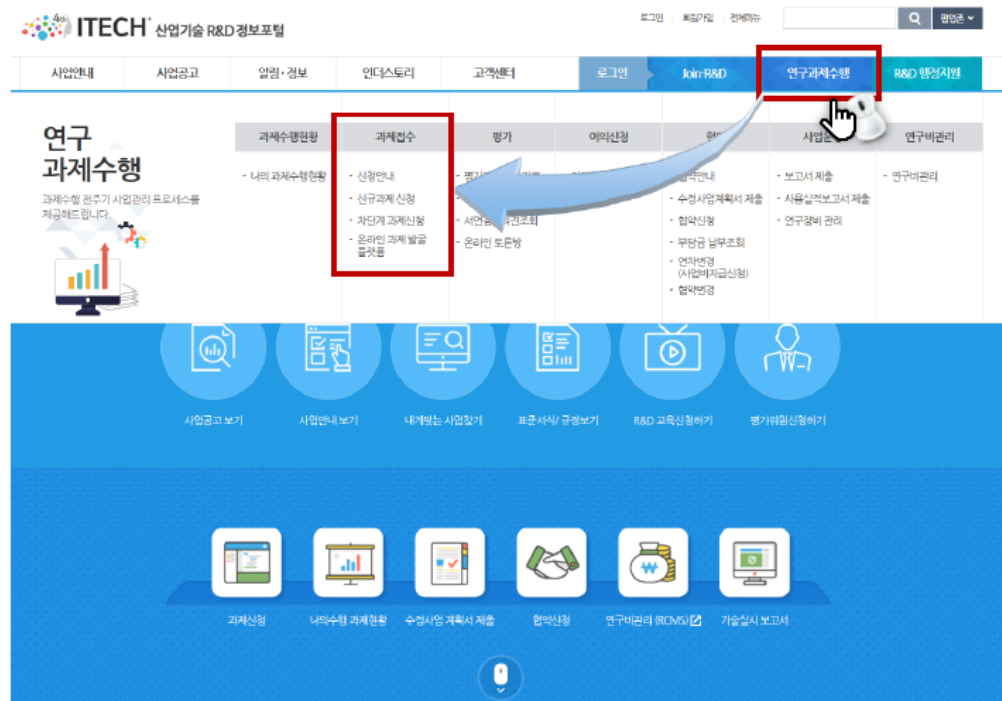 4th ITECH+ 산업기술 R&D 정보포털
로그인 회원가입 전체메뉴
팝업존
사업안내 사업공고 알림·정보 인더스토리 고객센터 로그인 Join-R&D 연구과제수행 R&D 행정지원
연구
과제수행
과제수행 전주기 사업관리 프로세스를
제공해드립니다.
과제수행현황 과제접수 평가 이의신청 연구비관리
- 나의 과제수행현황
- 신청안내
- 신규과제 신청
- 차단계 과제신청
- 온라인 과제 발굴
플랫폼
- 온라인 토론방
- 수정사업계획서 제출
- 협약신청
- 부담금 납부조회
- 연차변경
(사업비지급신청)
- 협약변경
- 보고서 제출
- 사용실적보고서 제출
- 연구장비 관리
- 연구비관리
사업공고 보기 사업안내 보기 내게맞는 사업찾기 표준서식/ 규정보기 R&D 교육신청하기 평가위원신청하기
과제신청 나의수행 과제현황 수정사업 계획서 제출 협약신청 연구비관리 (RCMS) 기술실시 보고서